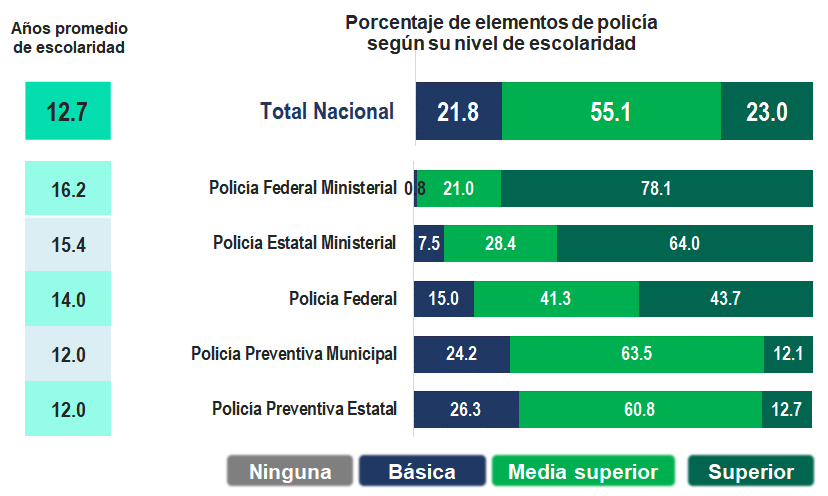 Años promedio
de escolaridad
Porcentaje de elementos de policía
según su nivel de escolaridad
12.7 Total Nacional 21.8 55.1 23.0
16.2 Policía Federal Ministerial 0.8 21.0 78.1
15.4 Policía Estatal Ministerial 7.5 28.4 64.0
14.0 Policía Federal 15.0 41.3 43.7
12.0 Policía Preventiva Municipal 24.2 63.5 12.1
12.0 Policía Preventiva Estatal 26.3 60.8 12.7
Ninguna Básica Media superior Superior